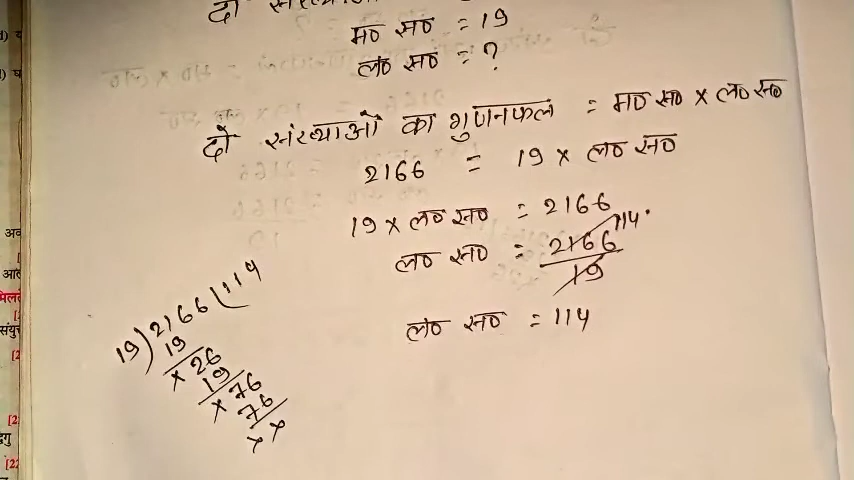 दो
म० स० = 19
ल० स० = ?
दो संख्याओं का गुणनफल = म० स० × ल० स०
2166 = 19 × ल० स०
19 × ल० स० = 2166
ल० स० = 2166 114
19
ल० स० = 114
19) 2166 (114
19
× 26
19
× 76
76
× ×